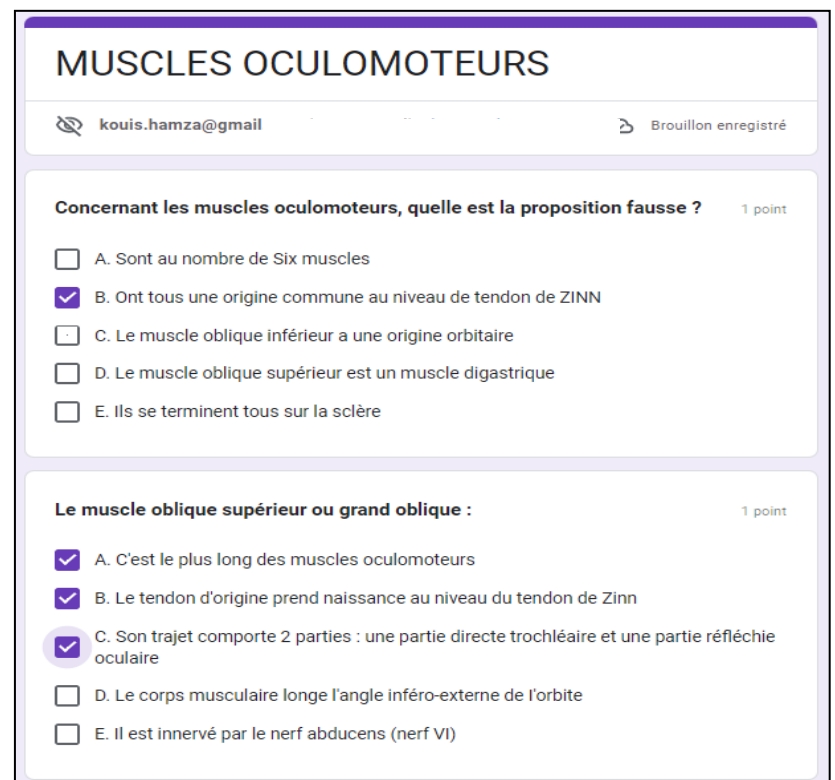 MUSCLES OCULOMOTEURS
kouis.hamza@gmail
Brouillon enregistré
Concernant les muscles oculomoteurs, quelle est la proposition fausse ? 1 point
A. Sont au nombre de Six muscles
B. Ont tous une origine commune au niveau de tendon de ZINN
C. Le muscle oblique inférieur a une origine orbitaire
D. Le muscle oblique supérieur est un muscle digastrique
E. Ils se terminent tous sur la sclère
Le muscle oblique supérieur ou grand oblique : 1 point
A. C'est le plus long des muscles oculomoteurs
B. Le tendon d'origine prend naissance au niveau du tendon de Zinn
C. Son trajet comporte 2 parties : une partie directe trochléaire et une partie réfléchie
oculaire
D. Le corps musculaire longe l'angle inféro-externe de l'orbite
E. Il est innervé par le nerf abducens (nerf VI)